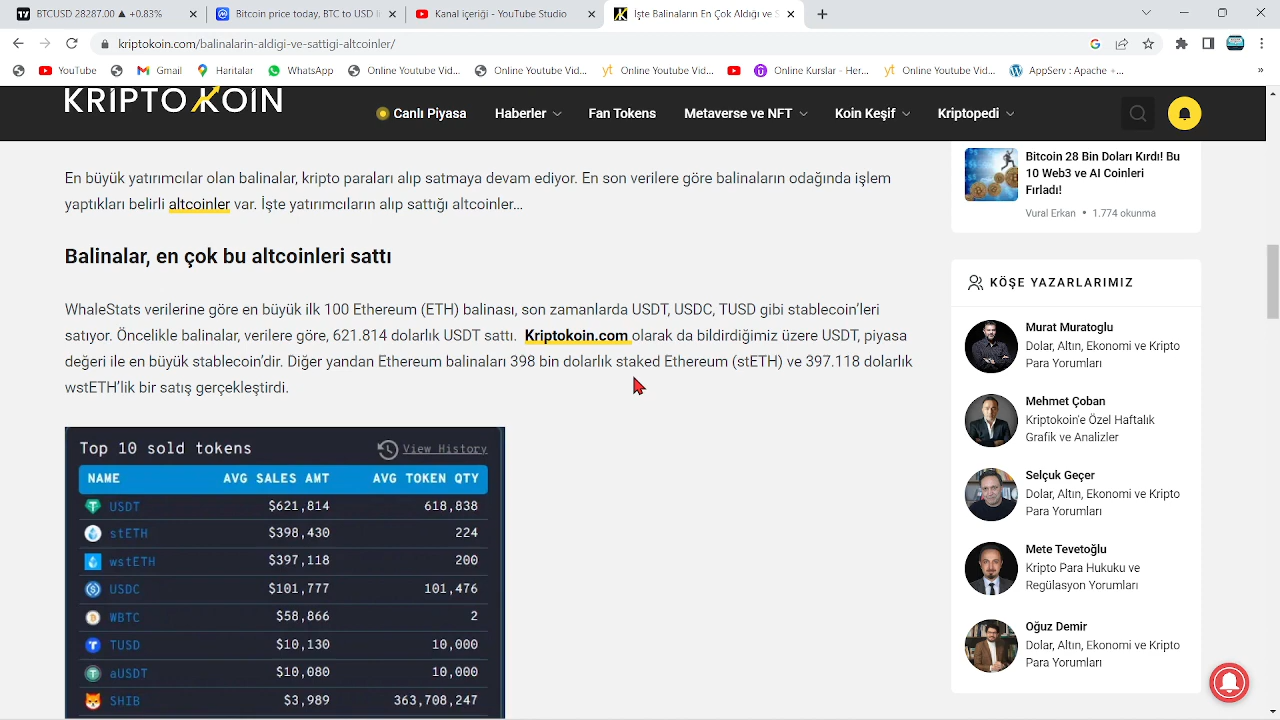 BTCUSD 28287.00 ▲ +0.83%
Bitcoin price today, BTC to USD li
Kanal içeriği - YouTube Studio
İşte Balinaların En Çok Aldığı ve S
kriptokoin.com/balinalarin-aldigi-ve-sattigi-altcoinler/
YouTube
Gmail
Haritalar
WhatsApp
Online Youtube Vid...
Online Youtube Vid...
Online Youtube Vid...
Online Kurslar - Her...
Online Youtube Vid...
AppServ : Apache +...
KRİPTOKOİN
Canlı Piyasa
Haberler
Fan Tokens
Metaverse ve NFT
Koin Keşif
Kriptopedi
En büyük yatırımcılar olan balinalar, kripto paraları alıp satmaya devam ediyor. En son verilere göre balinaların odağında işlem
yaptıkları belirli altcoinler var. İşte yatırımcıların alıp sattığı altcoinler...
Balinalar, en çok bu altcoinleri sattı
WhaleStats verilerine göre en büyük ilk 100 Ethereum (ETH) balinası, son zamanlarda USDT, USDC, TUSD gibi stablecoin'leri
satıyor. Öncelikle balinalar, verilere göre, 621.814 dolarlık USDT sattı. Kriptokoin.com olarak da bildirdiğimiz üzere USDT, piyasa
değeri ile en büyük stablecoin'dir. Diğer yandan Ethereum balinaları 398 bin dolarlık staked Ethereum (stETH) ve 397.118 dolarlık
wstETH'lik bir satış gerçekleştirdi.
Top 10 sold tokens
View History
NAME AVG SALES AMT AVG TOKEN QTY
USDT $621,814 618,838
stETH $398,430 224
wstETH $397,118 200
USDC $101,777 101,476
WBTC $58,866 2
TUSD $10,130 10,000
aUSDT $10,080 10,000
SHIB $3,989 363,708,247
Bitcoin 28 Bin Doları Kırdı! Bu
10 Web3 ve AI Coinleri
Fırladı!
Vural Erkan • 1.774 okunma
KÖŞE YAZARLARIMIZ
Murat Muratoglu
Dolar, Altın, Ekonomi ve Kripto
Para Yorumları
Mehmet Çoban
Kriptokoin'e Özel Haftalık
Grafik ve Analizler
Selçuk Geçer
Dolar, Altın, Ekonomi ve Kripto
Para Yorumları
Mete Tevetoğlu
Kripto Para Hukuku ve
Regülasyon Yorumları
Oğuz Demir
Dolar, Altın, Ekonomi ve Kripto
Para Yorumları